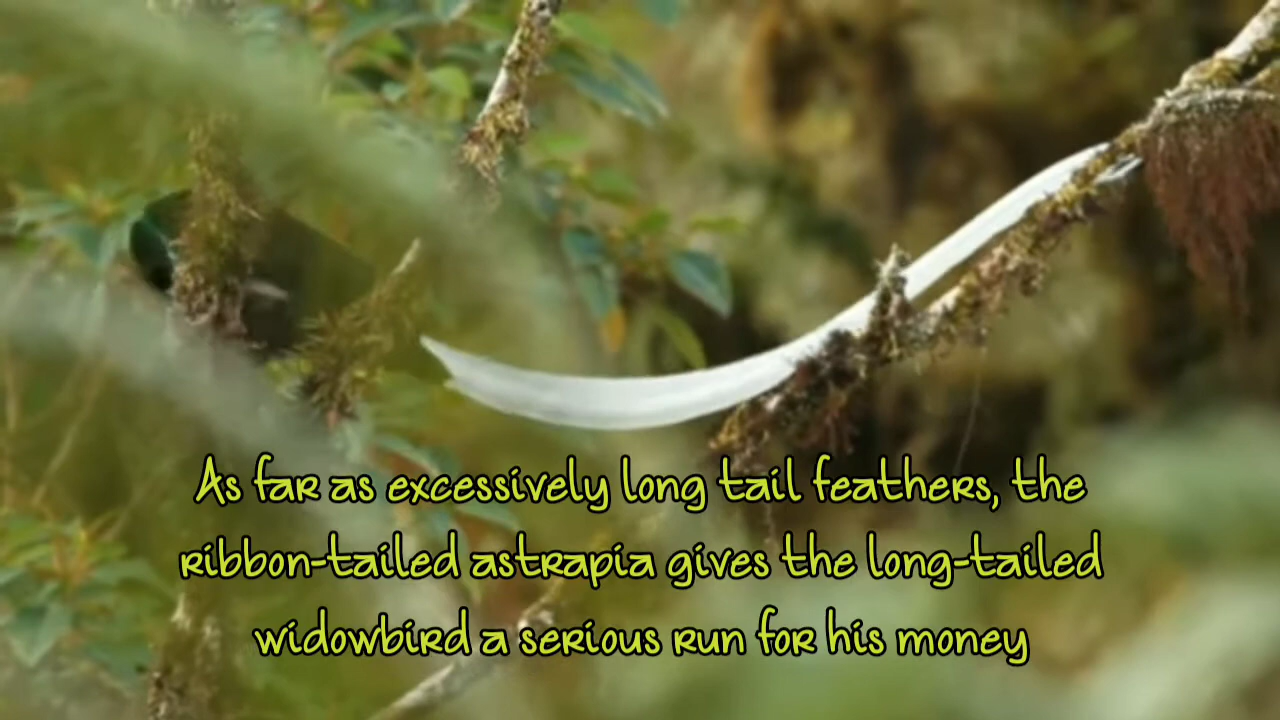 As far as excessively long tail feathers, the
ribbon-tailed astrapia gives the long-tailed
widowbird a serious run for his money